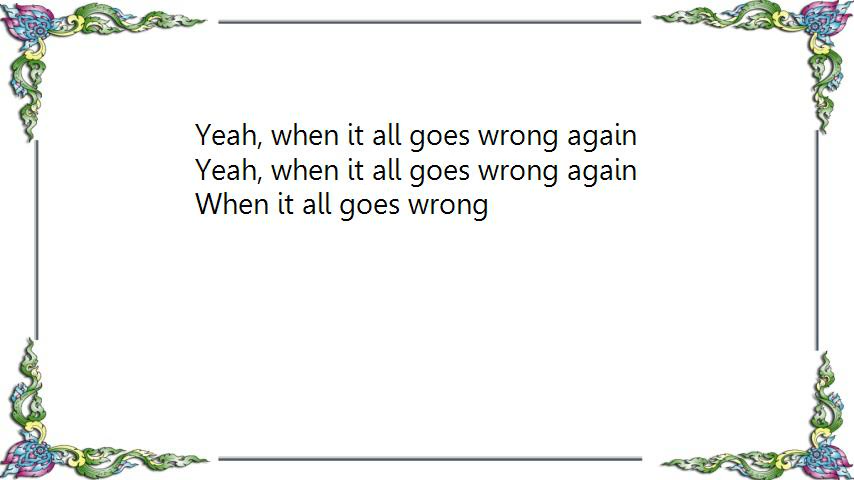 Yeah, when it all goes wrong again
Yeah, when it all goes wrong again
When it all goes wrong